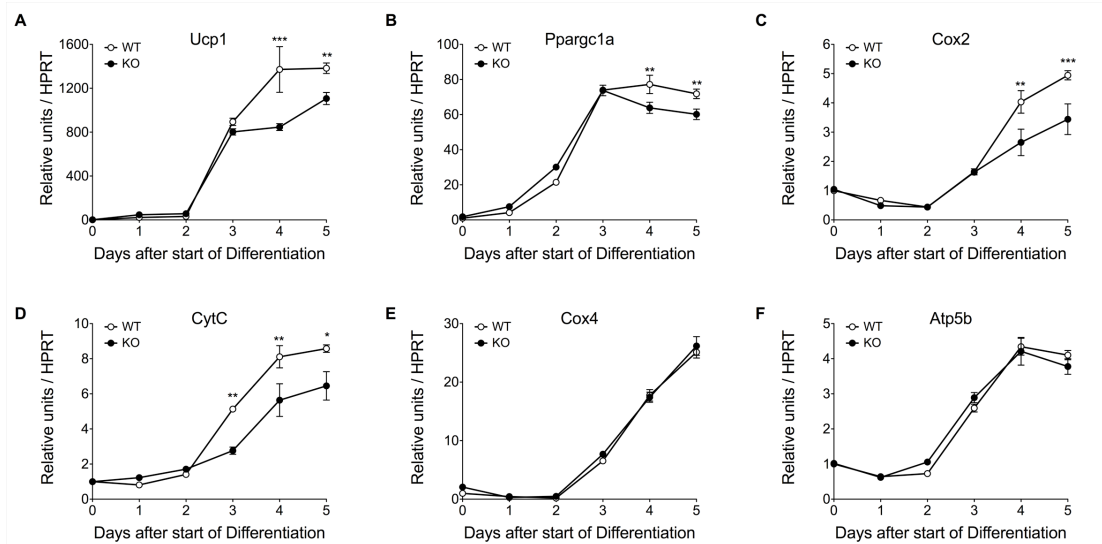 A
Ucp1
Relative units / HPRT
1600
1200
800
400
0
WT
KO
***
**
0 1 2 3 4 5
Days after start of Differentiation
B
Ppargc1a
Relative units / HPRT
100
80
60
40
20
0
WT
KO
**
**
0 1 2 3 4 5
Days after start of Differentiation
C
Cox2
Relative units / HPRT
6
5
4
3
2
1
0
WT
KO
**
***
0 1 2 3 4 5
Days after start of Differentiation
D
CytC
Relative units / HPRT
10
8
6
4
2
0
WT
KO
**
**
*
0 1 2 3 4 5
Days after start of Differentiation
E
Cox4
Relative units / HPRT
30
20
10
0
WT
KO
0 1 2 3 4 5
Days after start of Differentiation
F
Atp5b
Relative units / HPRT
5
4
3
2
1
0
WT
KO
0 1 2 3 4 5
Days after start of Differentiation